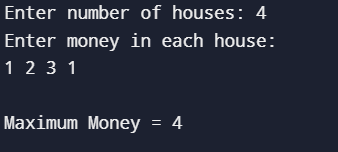 Enter number of houses: 4
Enter money in each house:
1 2 3 1
Maximum Money = 4